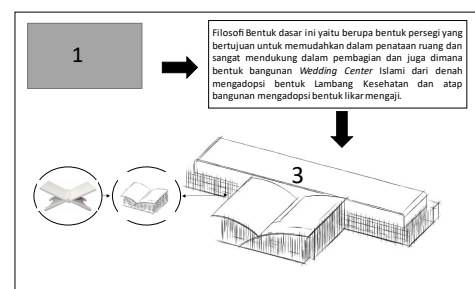 1
Filosofi Bentuk dasar ini yaitu berupa bentuk persegi yang
bertujuan untuk memudahkan dalam penataan ruang dan
sangat mendukung dalam pembagian dan juga dimana
bentuk bangunan Wedding Center Islami dari denah
mengadopsi bentuk Lambang Kesehatan dan atap
bangunan mengadopsi bentuk likar mengaji.
3